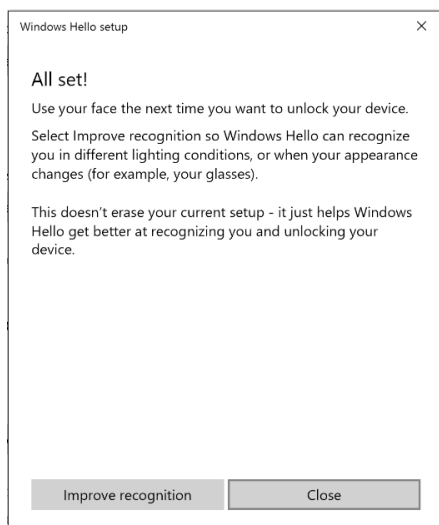 Windows Hello setup
All set!
Use your face the next time you want to unlock your device.
Select Improve recognition so Windows Hello can recognize
you in different lighting conditions, or when your appearance
changes (for example, your glasses).
This doesn't erase your current setup - it just helps Windows
Hello get better at recognizing you and unlocking your
device.
Improve recognition
Close